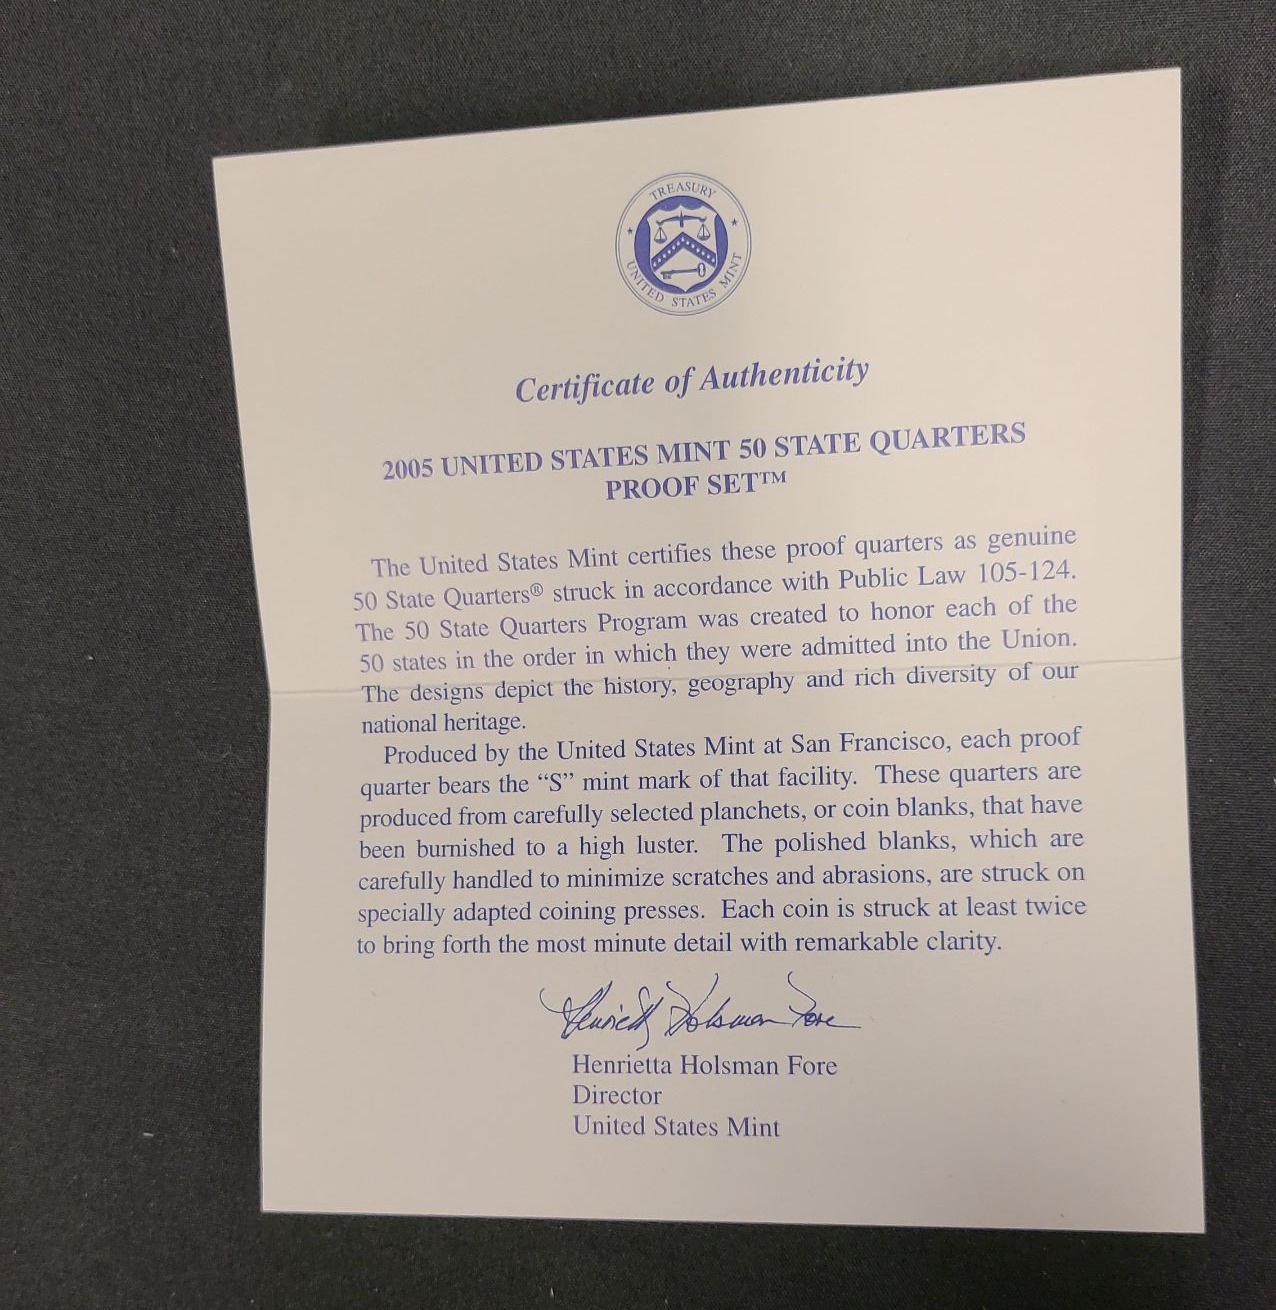 TREASURY
UNITED STATES MINT
Certificate of Authenticity
2005 UNITED STATES MINT 50 STATE QUARTERS
PROOF SET™
The United States Mint certifies these proof quarters as genuine
50 State Quarters® struck in accordance with Public Law 105-124.
The 50 State Quarters Program was created to honor each of the
50 states in the order in which they were admitted into the Union.
The designs depict the history, geography and rich diversity of our
national heritage.
Produced by the United States Mint at San Francisco, each proof
quarter bears the “S” mint mark of that facility. These quarters are
produced from carefully selected planchets, or coin blanks, that have
been burnished to a high luster. The polished blanks, which are
carefully handled to minimize scratches and abrasions, are struck on
specially adapted coining presses. Each coin is struck at least twice
to bring forth the most minute detail with remarkable clarity.
Henrietta Holsman Fore
Henrietta Holsman Fore
Director
United States Mint